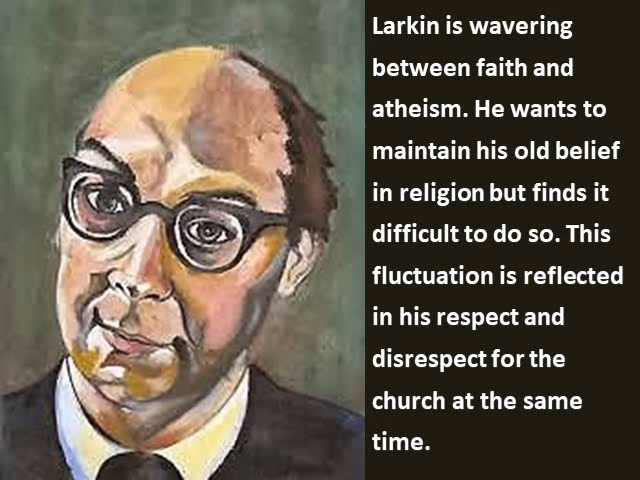 Larkin is wavering
between faith and
atheism. He wants to
maintain his old belief
in religion but finds it
difficult to do so. This
fluctuation is reflected
in his respect and
disrespect for the
church at the same
time.